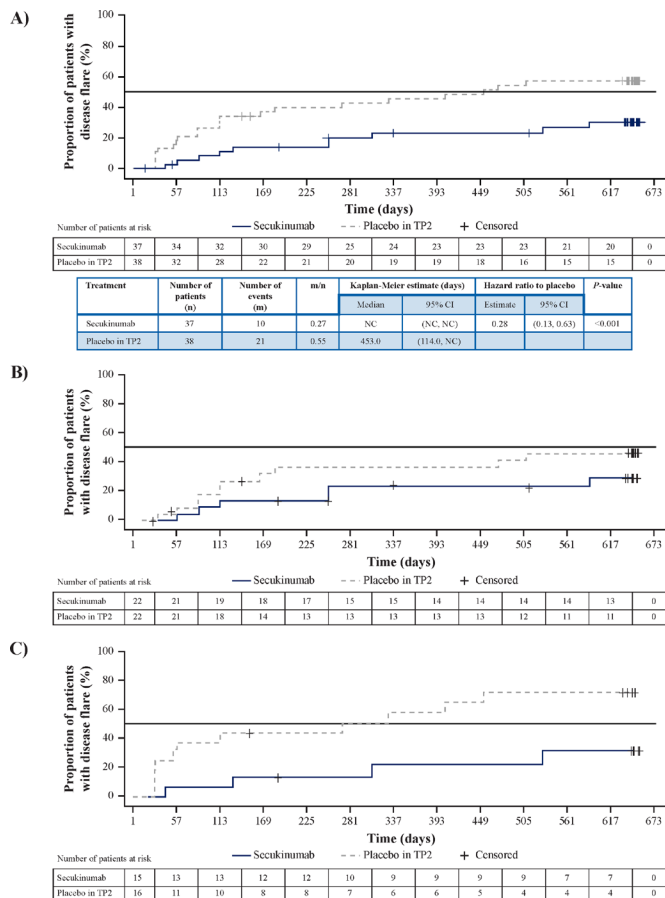 A)
Proportion of patients with
disease flare (%)
100
80
60
40
20
0
1 57 113 169 225 281 337 393 449 505 561 617 673
Time (days)
Number of patients at risk
Secukinumab Placebo in TP2 Censored
Secukinumab 37 34 32 30 29 25 24 23 23 23 21 20 0
Placebo in TP2 38 32 28 22 21 20 19 19 18 16 15 15 0
Treatment Number of patients (n) Number of events (m) m/n Kaplan-Meier estimate (days) Hazard ratio to placebo P-value
Median 95% CI Estimate 95% CI
Secukinumab 37 10 0.27 NC (NC, NC) 0.28 (0.13, 0.63) <0.001
Placebo in TP2 38 21 0.55 453.0 (114.0, NC)
B)
Proportion of patients
with disease flare (%)
100
80
60
40
20
0
1 57 113 169 225 281 337 393 449 505 561 617 673
Time (days)
Number of patients at risk
Secukinumab Placebo in TP2 Censored
Secukinumab 22 21 19 18 17 15 15 14 14 14 14 13 0
Placebo in TP2 22 21 18 14 13 13 13 13 13 12 11 11 0
C)
Proportion of patients
with disease flare (%)
100
80
60
40
20
0
1 57 113 169 225 281 337 393 449 505 561 617 673
Time (days)
Number of patients at risk
Secukinumab Placebo in TP2 Censored
Secukinumab 15 13 13 12 12 10 9 9 9 9 7 7 0
Placebo in TP2 16 11 10 8 8 7 6 6 5 4 4 4 0